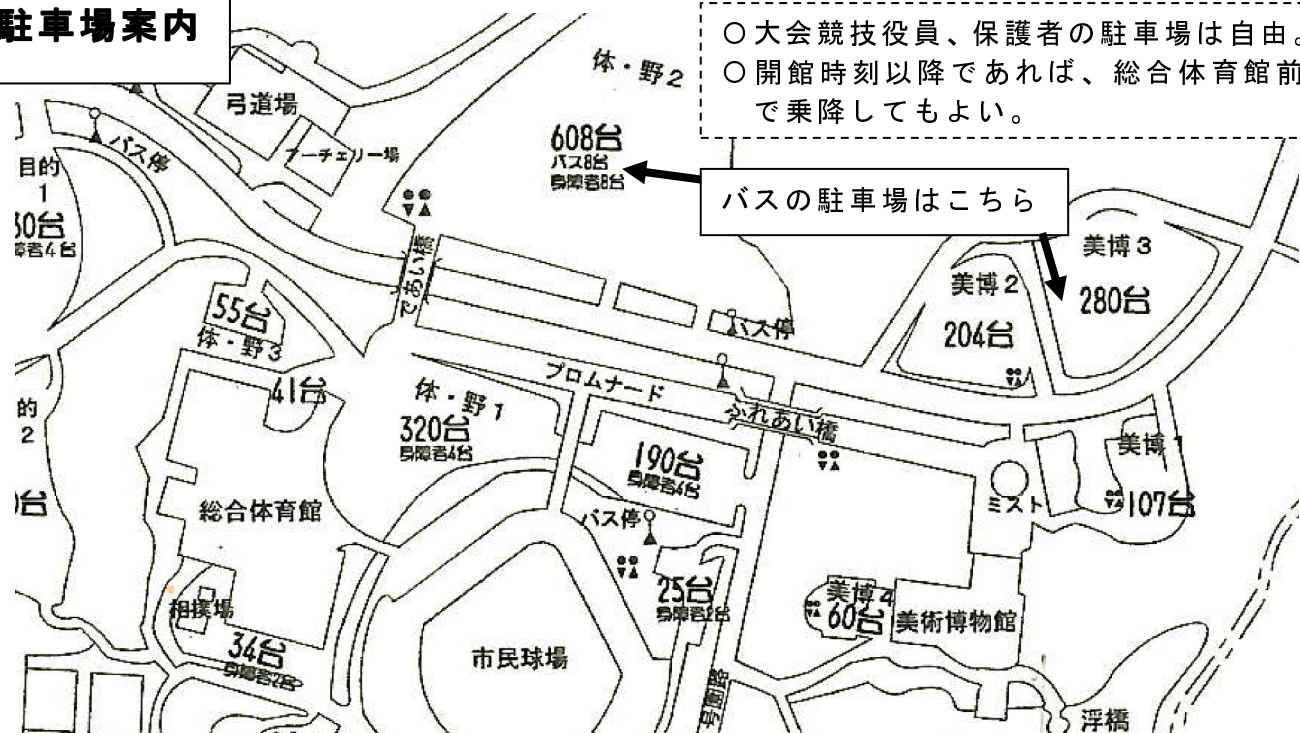 駐車場案内
○大会競技役員、保護者の駐車場は自由。
○開館時刻以降であれば、総合体育館前
で乗降してもよい。
体・野2
608台
バス8台
身障者8台
バスの駐車場はこちら
弓道場
アーチェリー場
バス停
目的
1
30台
障者4台
であい橋
美博3
280台
美博2
204台
バス停
55台
体・野3
41台
プロムナード
体・野1
320台
身障者4台
ふれあい橋
190台
身障者4台
美博1
107台
ミスト
的
2
総合体育館
バス停
25台
身障者2台
美博4
60台
美術博物館
相撲場
34台
身障者2台
市民球場
号園路
浮橋